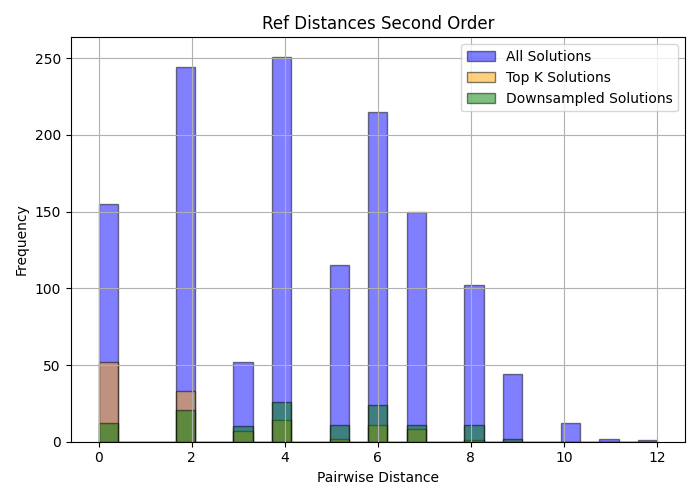 Ref Distances Second Order
All Solutions
Top K Solutions
Downsampled Solutions
Frequency
250
200
150
100
50
0
0 2 4 6 8 10 12
Pairwise Distance